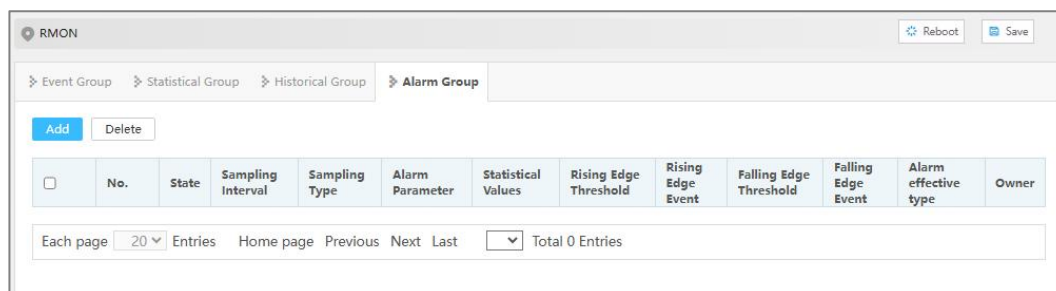 RMON Reboot Save
Event Group Statistical Group Historical Group Alarm Group
Add Delete
No. State Sampling Interval Sampling Type Alarm Parameter Statistical Values Rising Edge Threshold Rising Edge Event Falling Edge Threshold Falling Edge Event Alarm effective type Owner
Each page 20 Entries Home page Previous Next Last Total 0 Entries